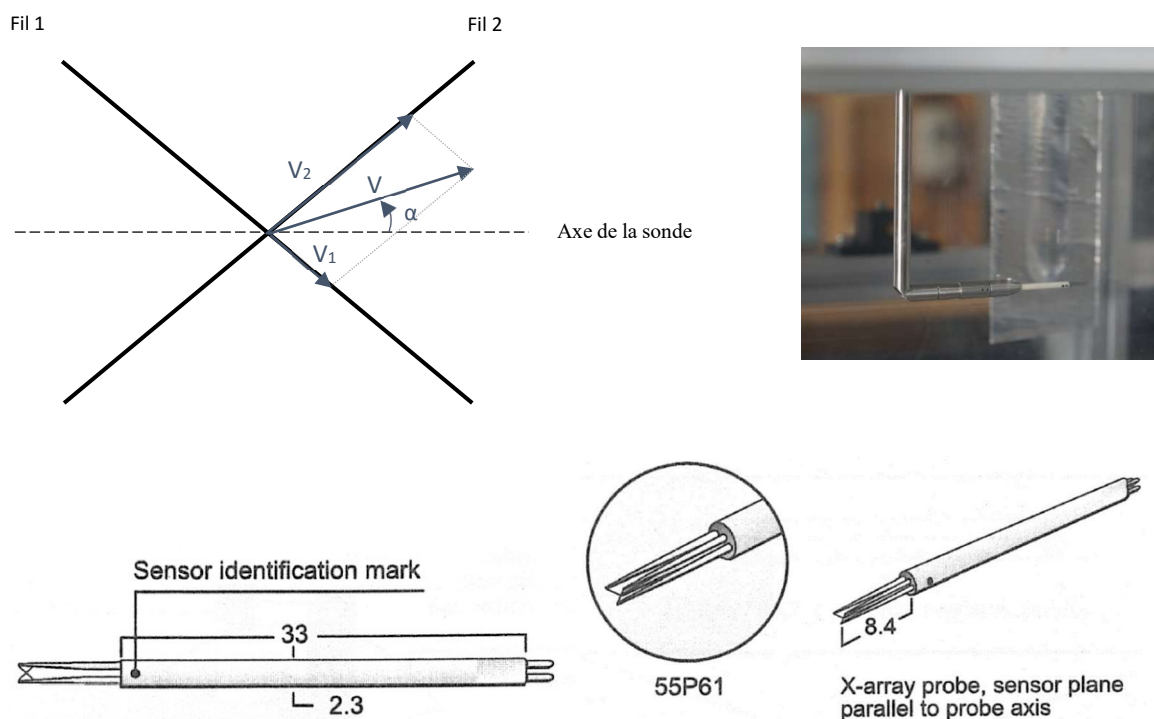 Fil 1
Fil 2
V₂
V
α
V₁
Axe de la sonde
Sensor identification mark
33
2.3
55P61
8.4
X-array probe, sensor plane
parallel to probe axis